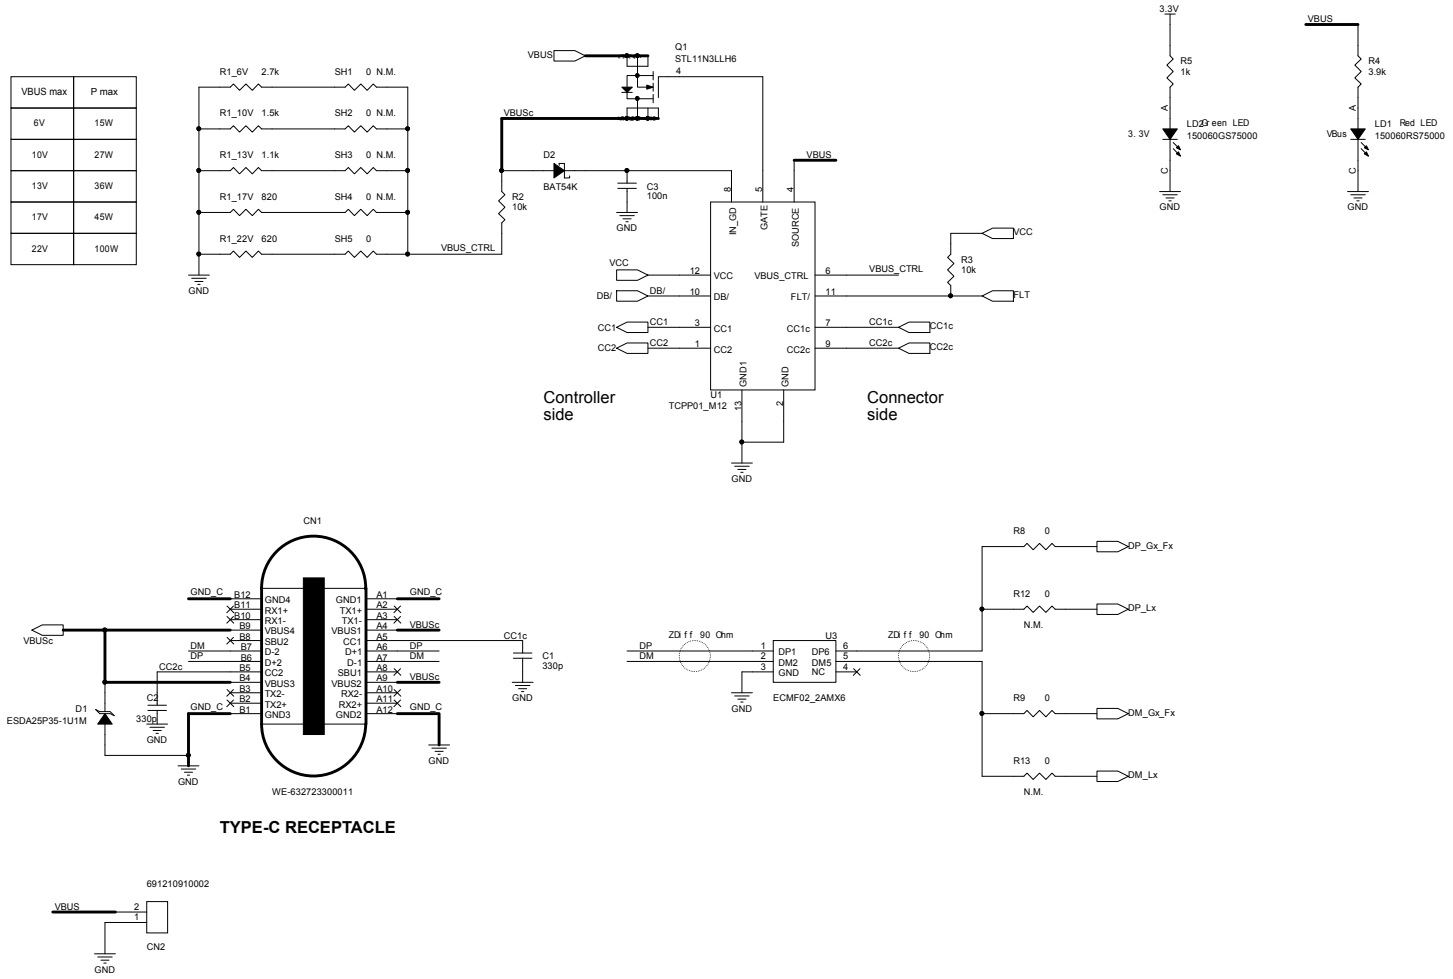 VBUS max P max
6V 15W
10V 27W
13V 36W
17V 45W
22V 100W
R1_6V 2.7k SH1 0 N.M.
R1_10V 1.5k SH2 0 N.M.
R1_13V 1.1k SH3 0 N.M.
R1_17V 820 SH4 0 N.M.
R1_22V 620 SH5 0
VBUS_CTRL
GND
VBUS
Q1
STL11N3LLH6
4
VBUSc
D2
BAT54K
R2
10k
C3
100n
GND
VBUS
8 5 4
IN_GD GATE SOURCE
VCC 12 VCC
DB/ DB/ 10 DB/
CC1 CC1 3 CC1
CC2 CC2 1 CC2
VBUS_CTRL 6 VBUS_CTRL
FLT/ 11 FLT
CC1c 7 CC1c CC1c
CC2c 9 CC2c CC2c
VCC
R3
10k
GND1 GND
U1
TCPP01_M12
13 2
GND
Controller
side
Connector
side
3.3V
R5
1k
A
LD2 Green LED
150060GS75000
3.3V
C
GND
VBUS
R4
3.9k
A
LD1 Red LED
150060RS75000
VBus
C
GND
CN1
GND_C B12 GND4 GND1 A1 GND_C
B11 RX1+ TX1+ A2
B10 RX1- TX1- A3
B9 VBUS4 VBUS1 A4 VBUSc
B8 SBU2 CC1 A5 CC1c
DM B7 D-2 D+1 A6 DP
DP B6 D+2 D-1 A7 DM
CC2c B5 CC2 SBU1 A8
B4 VBUS3 VBUS2 A9 VBUSc
B3 TX2- RX2- A10
B2 TX2+ RX2+ A11
GND_C B1 GND3 GND2 A12 GND_C
VBUSc
D1
ESDA25P35-1U1M
C2
330p
GND
GND
C1
330p
GND
GND
WE-632723300011
TYPE-C RECEPTACLE
DP
DM
ZDiff 90 Ohm
U3
1 DP1 DP6 6
2 DM2 DM5 5
3 GND NC 4
ECMF02_2AMX6
GND
ZDiff 90 Ohm
R8 0
DP_Gx_Fx
R12 0
DP_Lx
N.M.
R9 0
DM_Gx_Fx
R13 0
DM_Lx
N.M.
691210910002
VBUS 2
1
CN2
GND